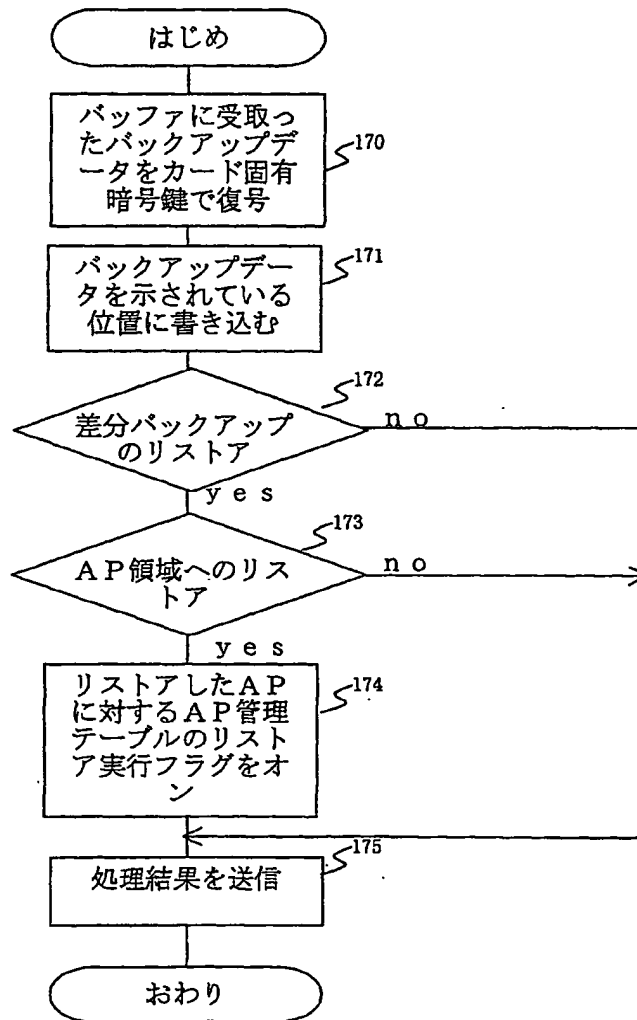 はじめ
バッファに受取っ
たバックアップデ
ータをカード固有
暗号鍵で復号
170
バックアップデー
タを示されている
位置に書き込む
171
172
差分バックアップ
のリストア
no
yes
173
AP領域へのリス
トア
no
yes
リストアしたAP
に対するAP管理
テーブルのリスト
ア実行フラグをオ
ン
174
175
処理結果を送信
おわり